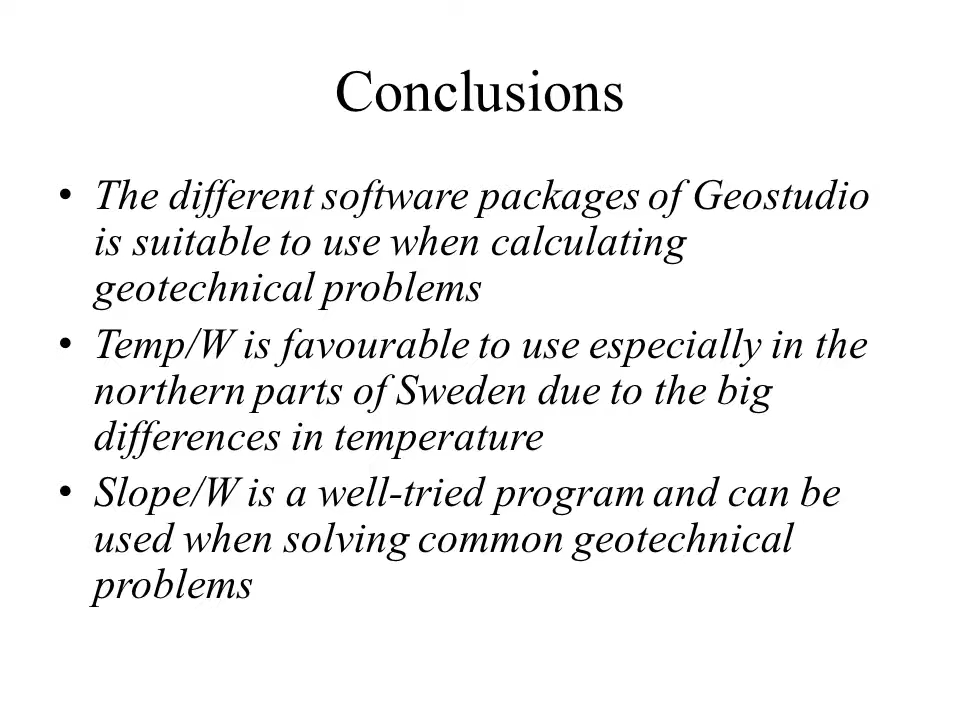 Conclusions
• The different software packages of Geostudio
is suitable to use when calculating
geotechnical problems
• Temp/W is favourable to use especially in the
northern parts of Sweden due to the big
differences in temperature
• Slope/W is a well-tried program and can be
used when solving common geotechnical
problems